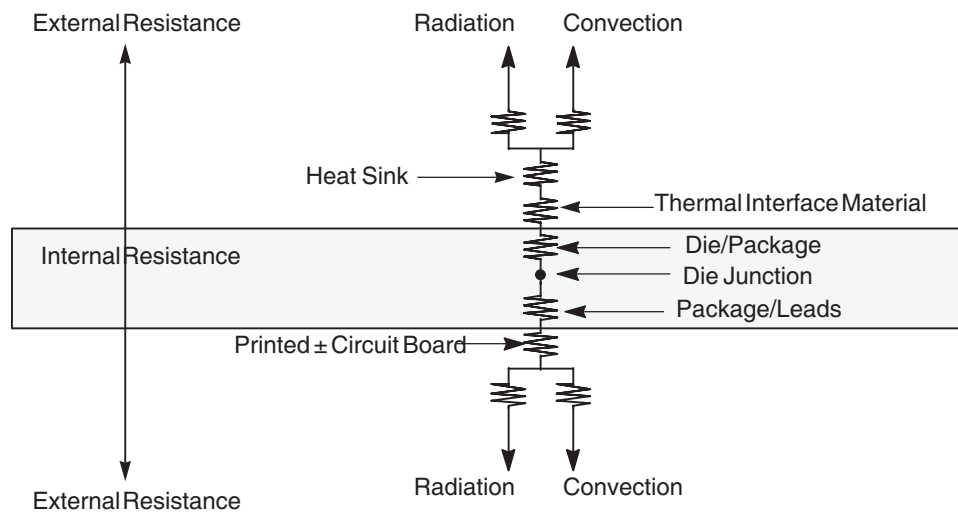 External Resistance
Radiation
Convection
Heat Sink
Thermal Interface Material
Internal Resistance
Die/Package
Die Junction
Package/Leads
Printed ± Circuit Board
Radiation
Convection
External Resistance